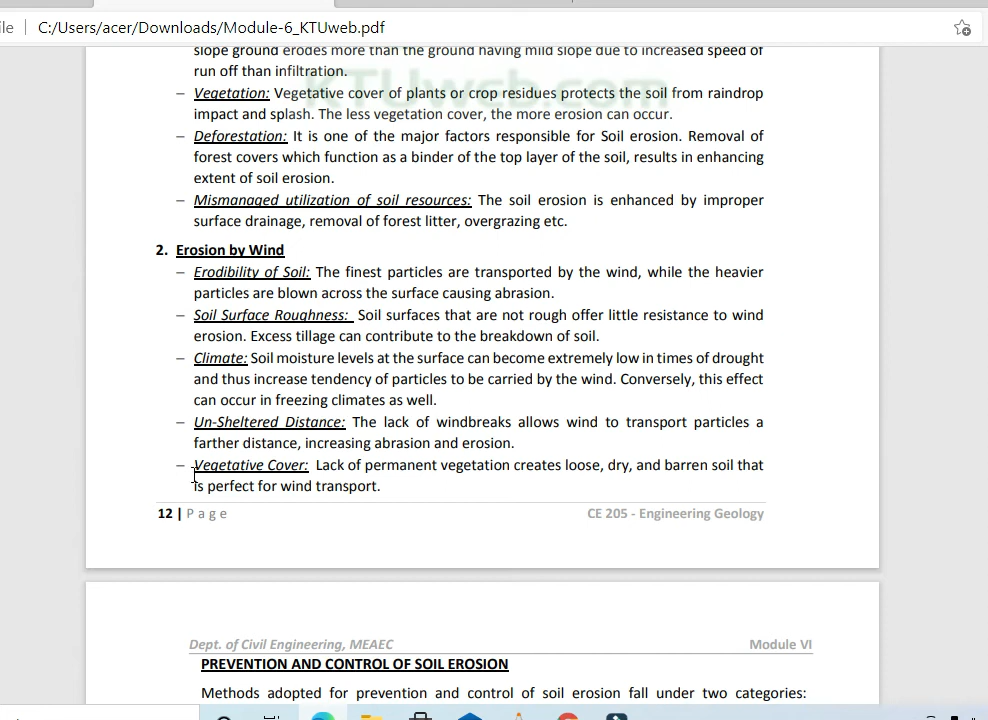 ile | C:/Users/acer/Downloads/Module-6_KTUweb.pdf
slope ground erodes more than the ground having mild slope due to increased speed of
run off than infiltration.
KTUweb.com
– Vegetation: Vegetative cover of plants or crop residues protects the soil from raindrop
impact and splash. The less vegetation cover, the more erosion can occur.
– Deforestation: It is one of the major factors responsible for Soil erosion. Removal of
forest covers which function as a binder of the top layer of the soil, results in enhancing
extent of soil erosion.
– Mismanaged utilization of soil resources: The soil erosion is enhanced by improper
surface drainage, removal of forest litter, overgrazing etc.
2. Erosion by Wind
– Erodibility of Soil: The finest particles are transported by the wind, while the heavier
particles are blown across the surface causing abrasion.
– Soil Surface Roughness: Soil surfaces that are not rough offer little resistance to wind
erosion. Excess tillage can contribute to the breakdown of soil.
– Climate: Soil moisture levels at the surface can become extremely low in times of drought
and thus increase tendency of particles to be carried by the wind. Conversely, this effect
can occur in freezing climates as well.
– Un-Sheltered Distance: The lack of windbreaks allows wind to transport particles a
farther distance, increasing abrasion and erosion.
– Vegetative Cover: Lack of permanent vegetation creates loose, dry, and barren soil that
is perfect for wind transport.
12 | Page CE 205 - Engineering Geology
Dept. of Civil Engineering, MEAEC Module VI
PREVENTION AND CONTROL OF SOIL EROSION
Methods adopted for prevention and control of soil erosion fall under two categories: